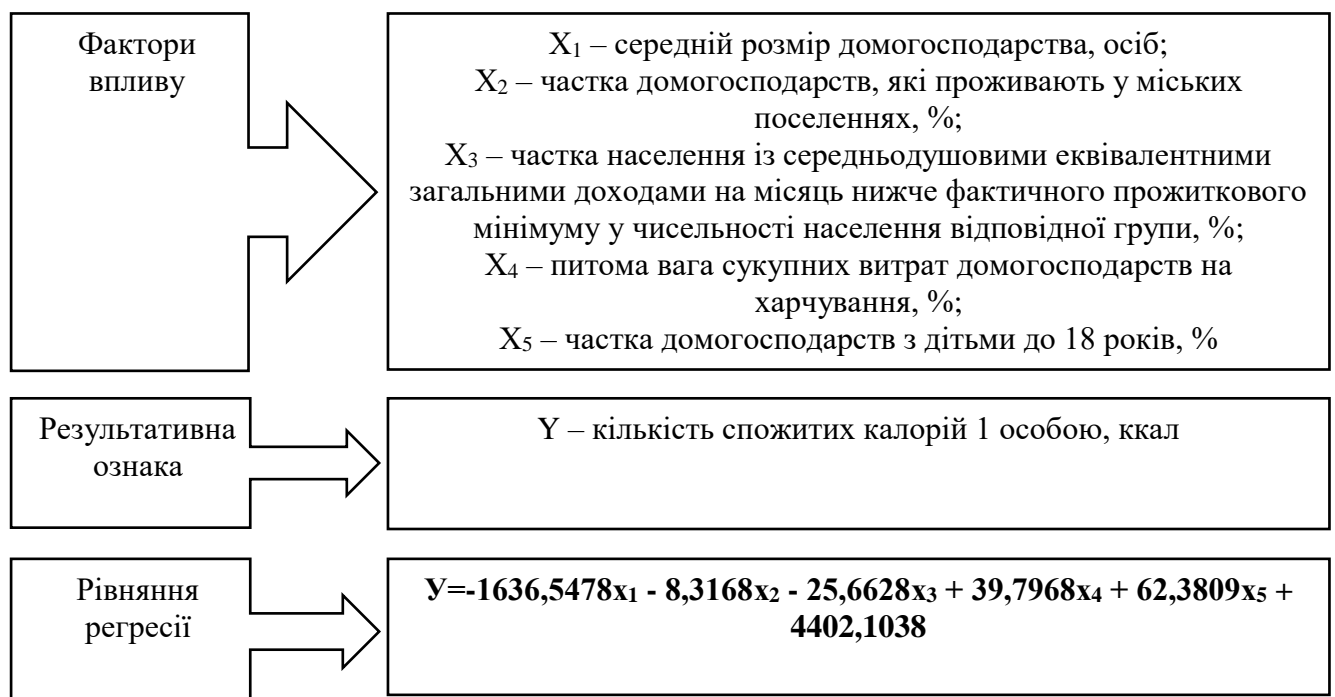 Фактори
впливу
X1 – середній розмір домогосподарства, осіб;
X2 – частка домогосподарств, які проживають у міських
поселеннях, %;
X3 – частка населення із середньодушовими еквівалентними
загальними доходами на місяць нижче фактичного прожиткового
мінімуму у чисельності населення відповідної групи, %;
X4 – питома вага сукупних витрат домогосподарств на
харчування, %;
X5 – частка домогосподарств з дітьми до 18 років, %
Результативна
ознака
Y – кількість спожитих калорій 1 особою, ккал
Рівняння
регресії
У=-1636,5478x1 - 8,3168x2 - 25,6628x3 + 39,7968x4 + 62,3809x5 +
4402,1038